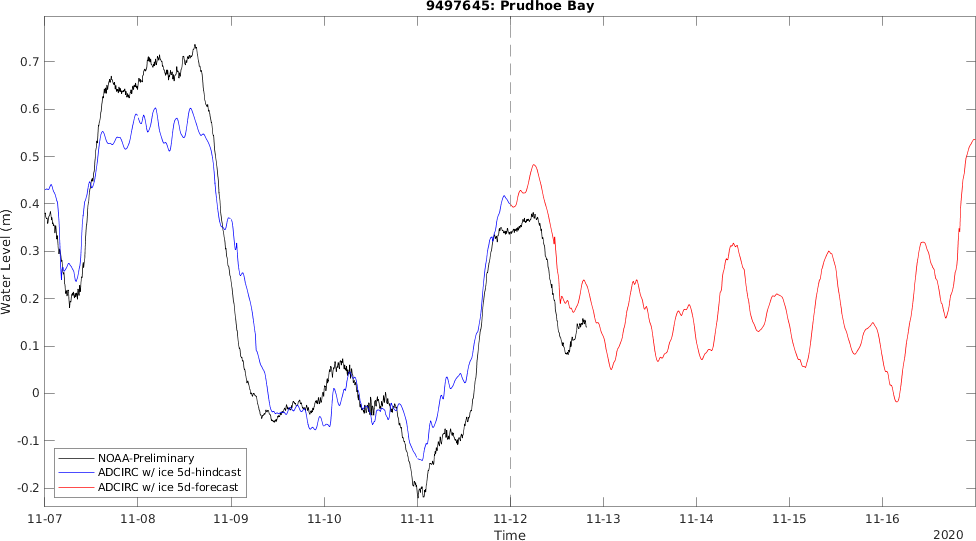 9497645: Prudhoe Bay
Water Level (m)
0.7
0.6
0.5
0.4
0.3
0.2
0.1
0
-0.1
-0.2
NOAA-Preliminary
ADCIRC w/ ice 5d-hindcast
ADCIRC w/ ice 5d-forecast
11-07 11-08 11-09 11-10 11-11 11-12 11-13 11-14 11-15 11-16
Time
2020